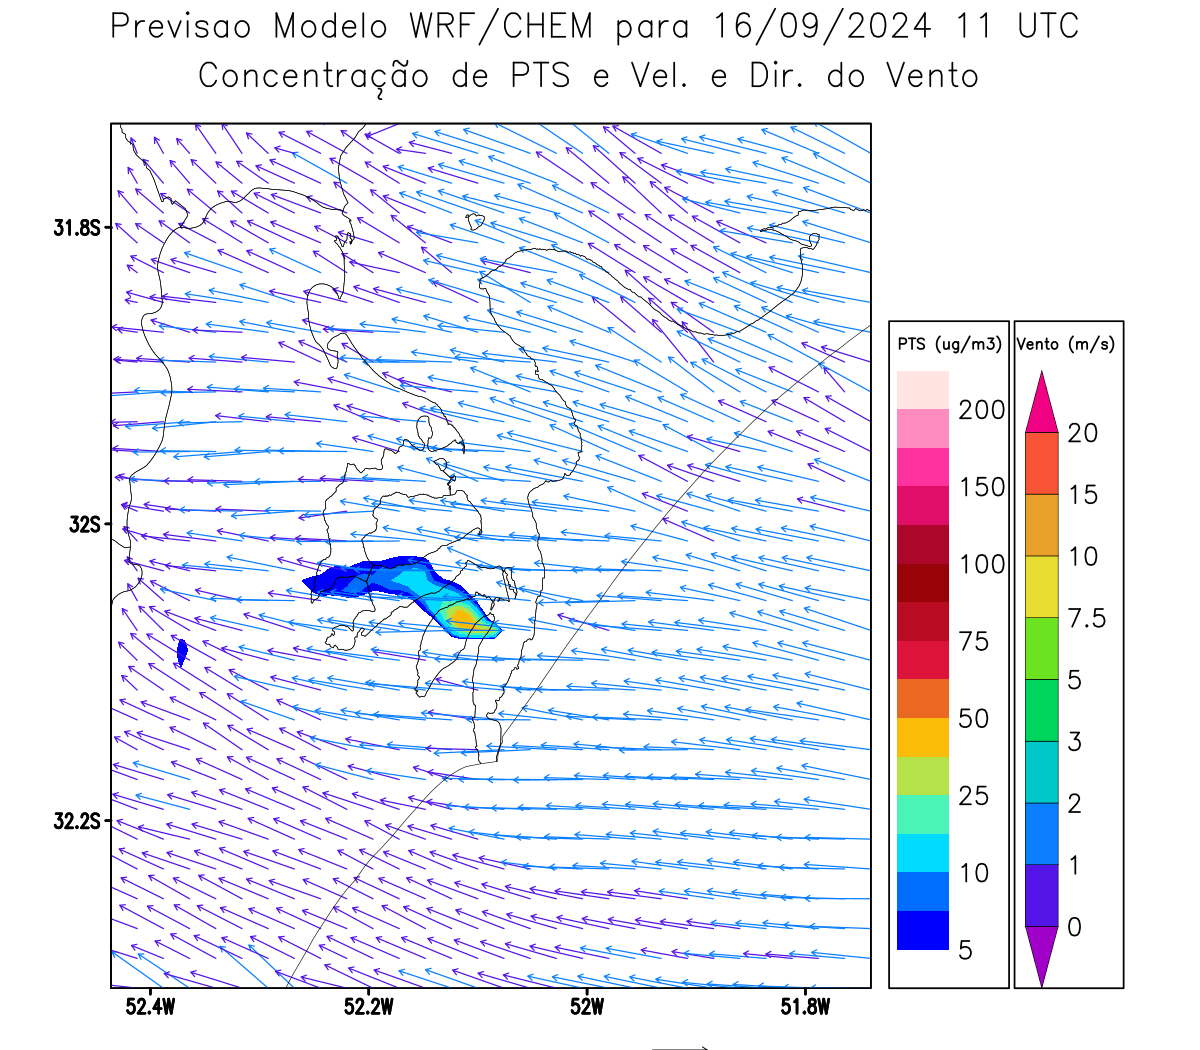 Previsao Modelo WRF/CHEM para 16/09/2024 11 UTC
Concentração de PTS e Vel. e Dir. do Vento
31.8S
32S
32.2S
52.4W
52.2W
52W
51.8W
PTS (ug/m3)
200
150
100
75
50
25
10
5
Vento (m/s)
20
15
10
7.5
5
3
2
1
0